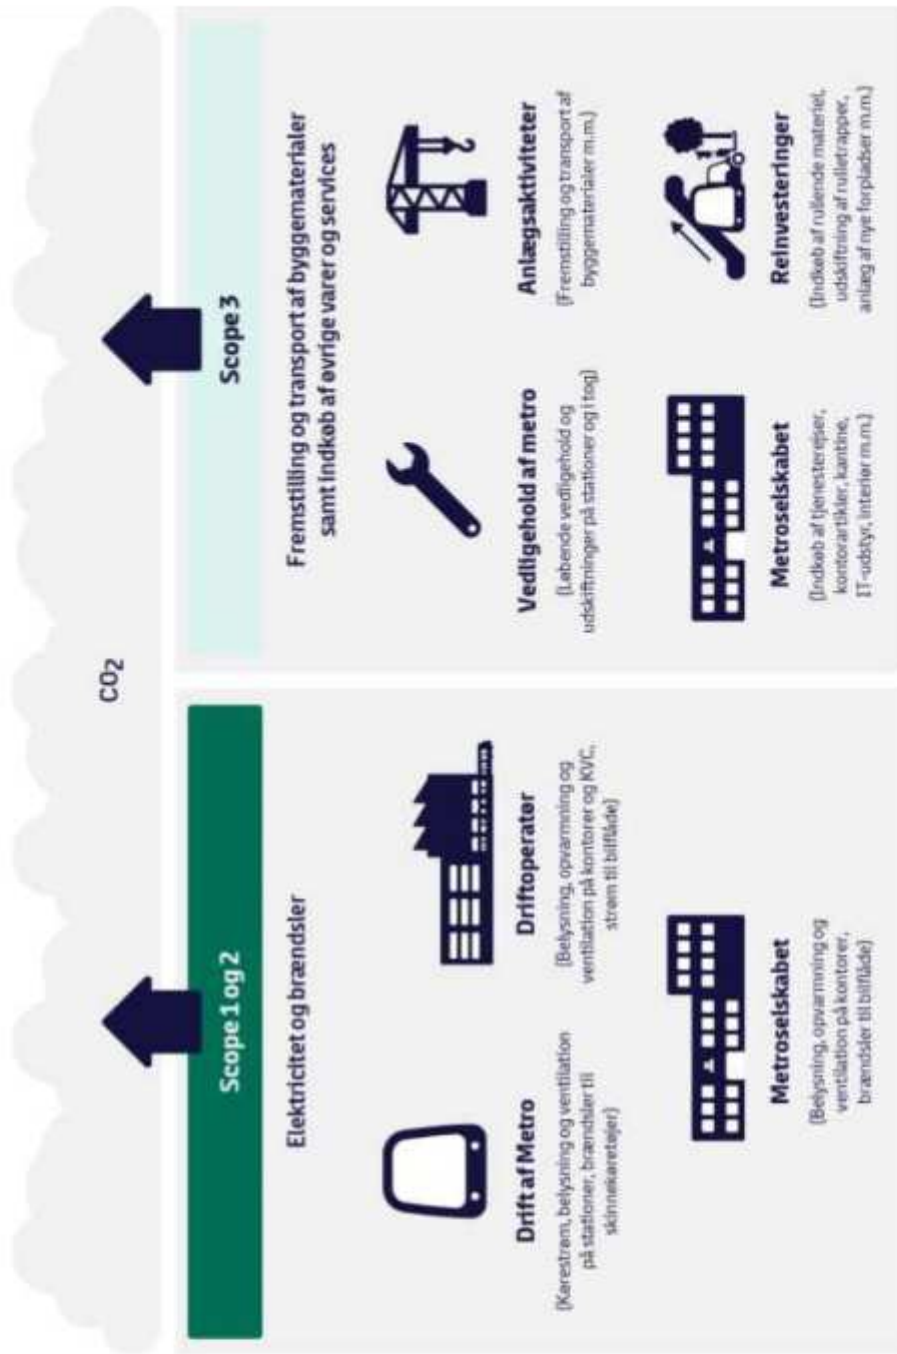 CO2
Scope 1 og 2
Elektricitet og brændsler
Drift af Metro
(Kørestrøm, belysning og ventilation
på stationer, brændsler til
skinnekøretøjer)
Driftoperatør
(Belysning, opvarmning og
ventilation på kontorer og KVC,
strøm til bilflåde)
Metroselskabet
(Belysning, opvarmning og
ventilation på kontorer,
brændsler til bilflåde)
Scope 3
Fremstilling og transport af byggematerialer
samt indkøb af øvrige varer og services
Vedligehold af metro
(Løbende vedligehold og
udskiftninger på stationer og i tog)
Anlægsaktiviteter
(Fremstilling og transport af
byggematerialer m.m.)
Metroselskabet
(Indkøb af tjenesterejser,
kontorartikler, kantine,
IT-udstyr, interiør m.m.)
Reinvesteringer
(Indkøb af rullende materiel,
udskiftning af rulletrapper,
anlæg af nye forpladser m.m.)